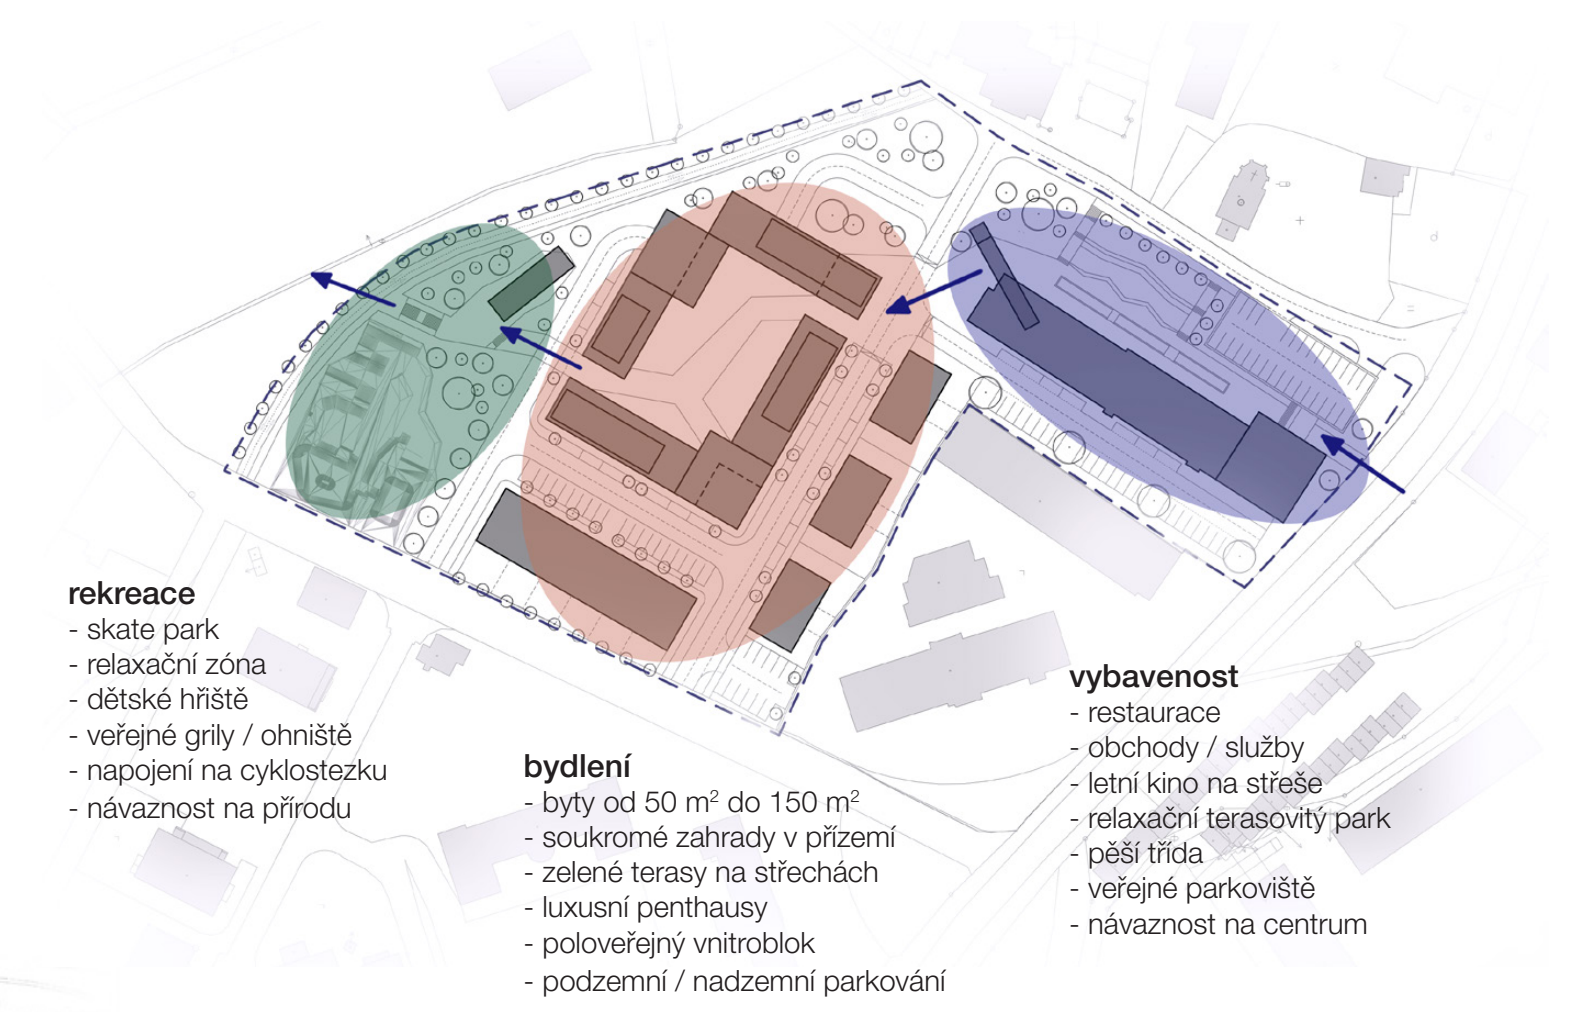 rekreace
- skate park
- relaxační zóna
- dětské hřiště
- veřejné grily / ohniště
- napojení na cyklostezku
- návaznost na přírodu
bydlení
- byty od 50 m² do 150 m²
- soukromé zahrady v přízemí
- zelené terasy na střechách
- luxusní penthausy
- poloveřejný vnitroblok
- podzemní / nadzemní parkování
vybavenost
- restaurace
- obchody / služby
- letní kino na střeše
- relaxační terasovitý park
- pěší třída
- veřejné parkoviště
- návaznost na centrum